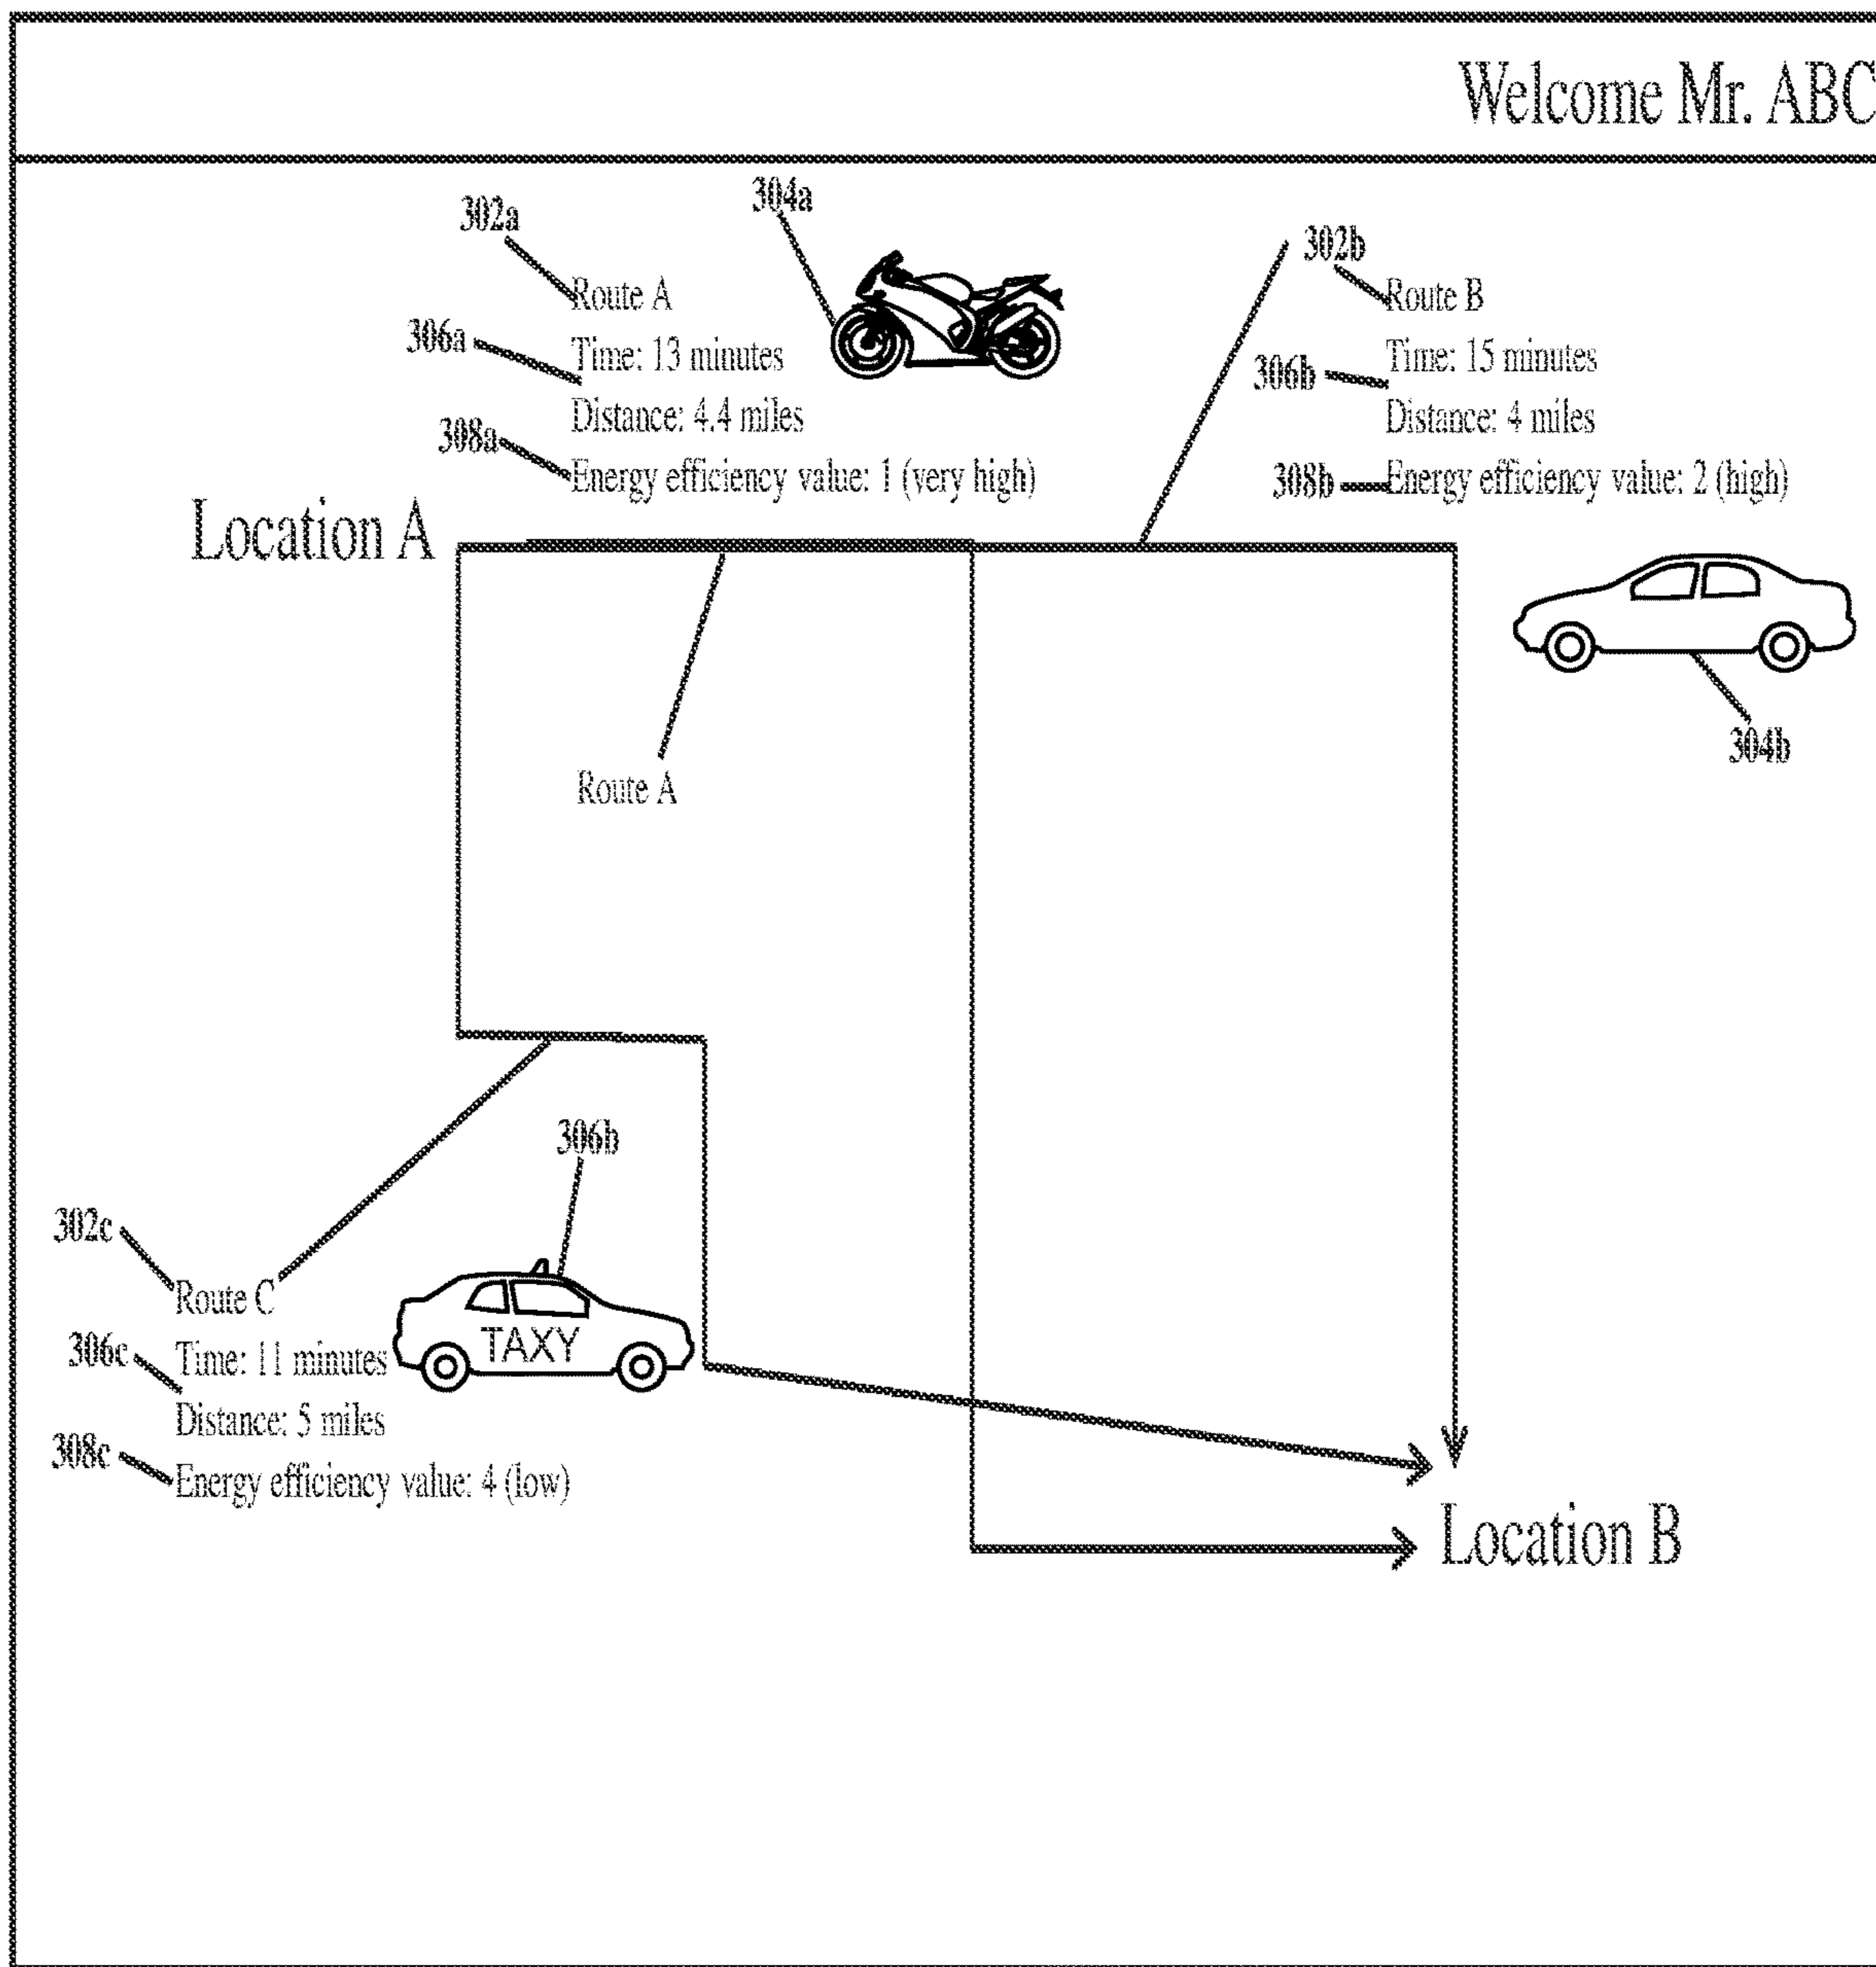 Welcome Mr. ABC
302a
304a
Route A
306a
Time: 13 minutes
Distance: 4.4 miles
308a
Energy efficiency value: 1 (very high)
302b
Route B
Time: 15 minutes
306b
Distance: 4 miles
308b
Energy efficiency value: 2 (high)
Location A
304b
Route A
306b
302c
Route C
TAXY
306c
Time: 11 minutes
Distance: 5 miles
308c
Energy efficiency value: 4 (low)
Location B